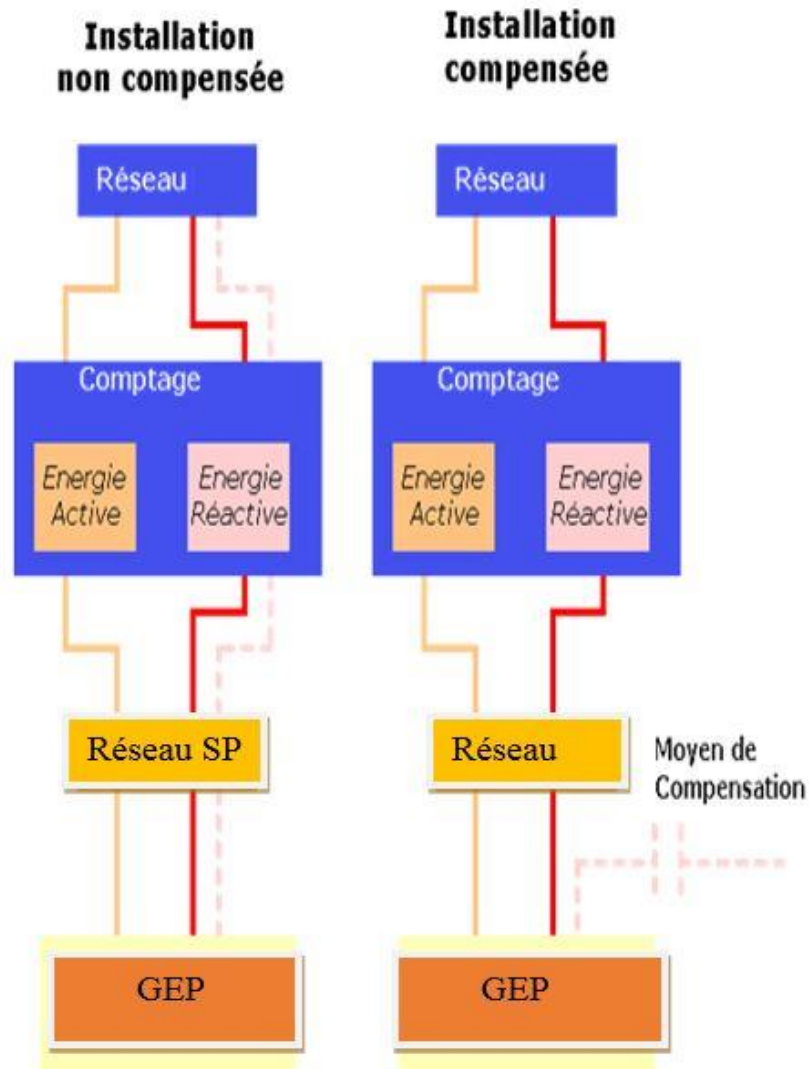 Installation
non compensée
Réseau
Comptage
Energie
Active
Energie
Réactive
Réseau SP
GEP
Installation
compensée
Réseau
Comptage
Energie
Active
Energie
Réactive
Réseau
Moyen de
Compensation
GEP